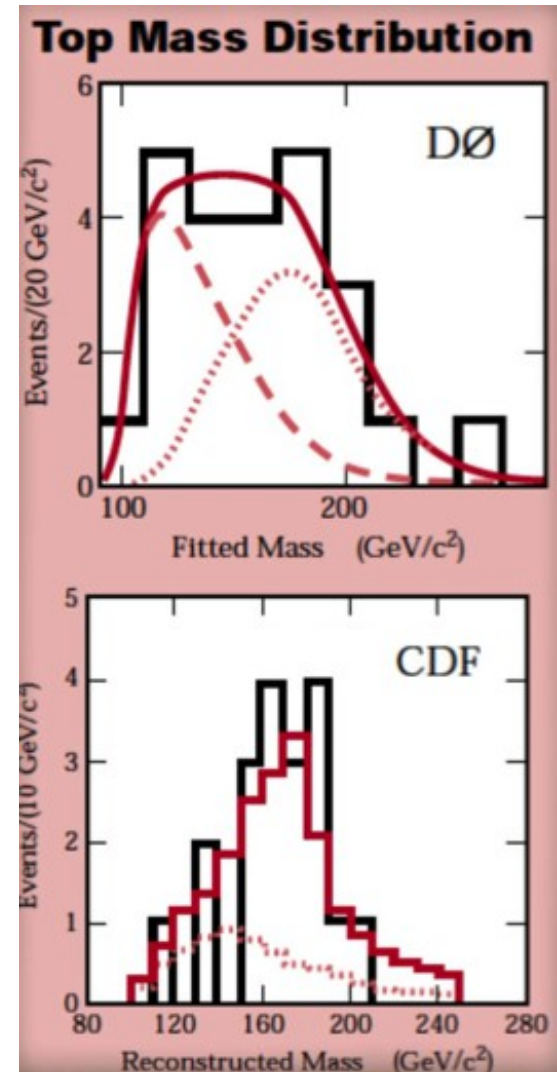 Top Mass Distribution
6
4
2
0
Events/(20 GeV/c²)
DØ
100 200
Fitted Mass (GeV/c²)
5
4
3
2
1
0
Events/(10 GeV/c²)
CDF
80 120 160 200 240 280
Reconstructed Mass (GeV/c²)